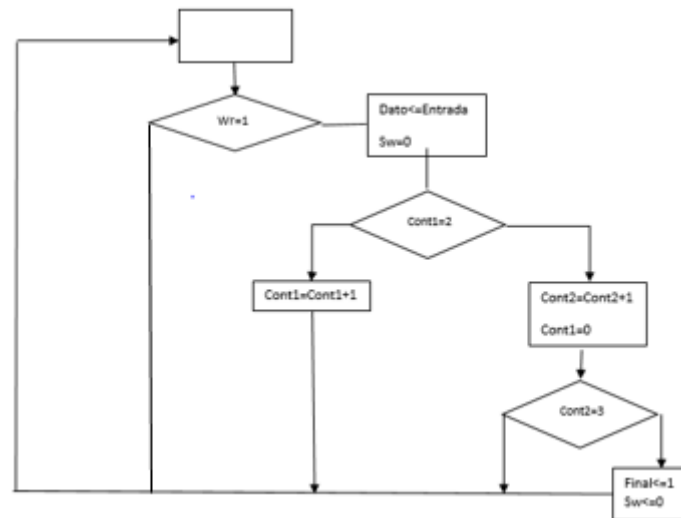 Wr=1
Dato<=Entrada
Sw=0
Cont1=2
Cont1=Cont1+1
Cont2=Cont2+1
Cont1=0
Cont2=3
Final<=1
Sw<=0